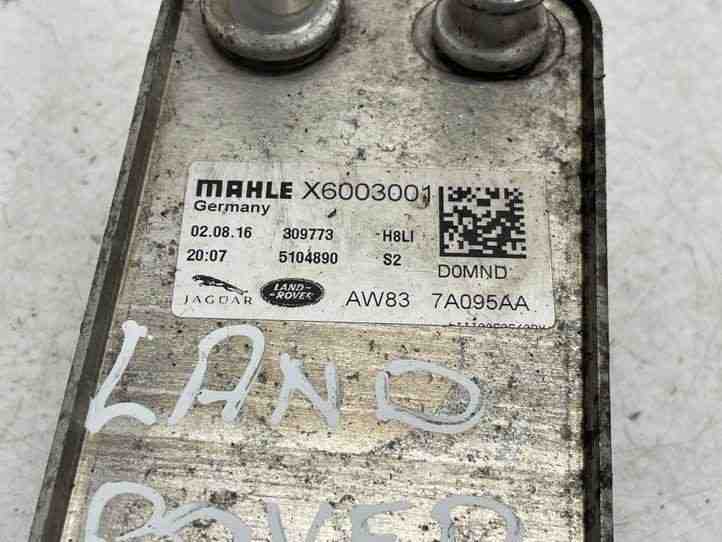 MAHLE X6003001
Germany
02.08.16 309773 H8LI
20:07 5104890 S2 D0MND
JAGUAR LAND-ROVER AW83 7A095AA
LAND
ROVER